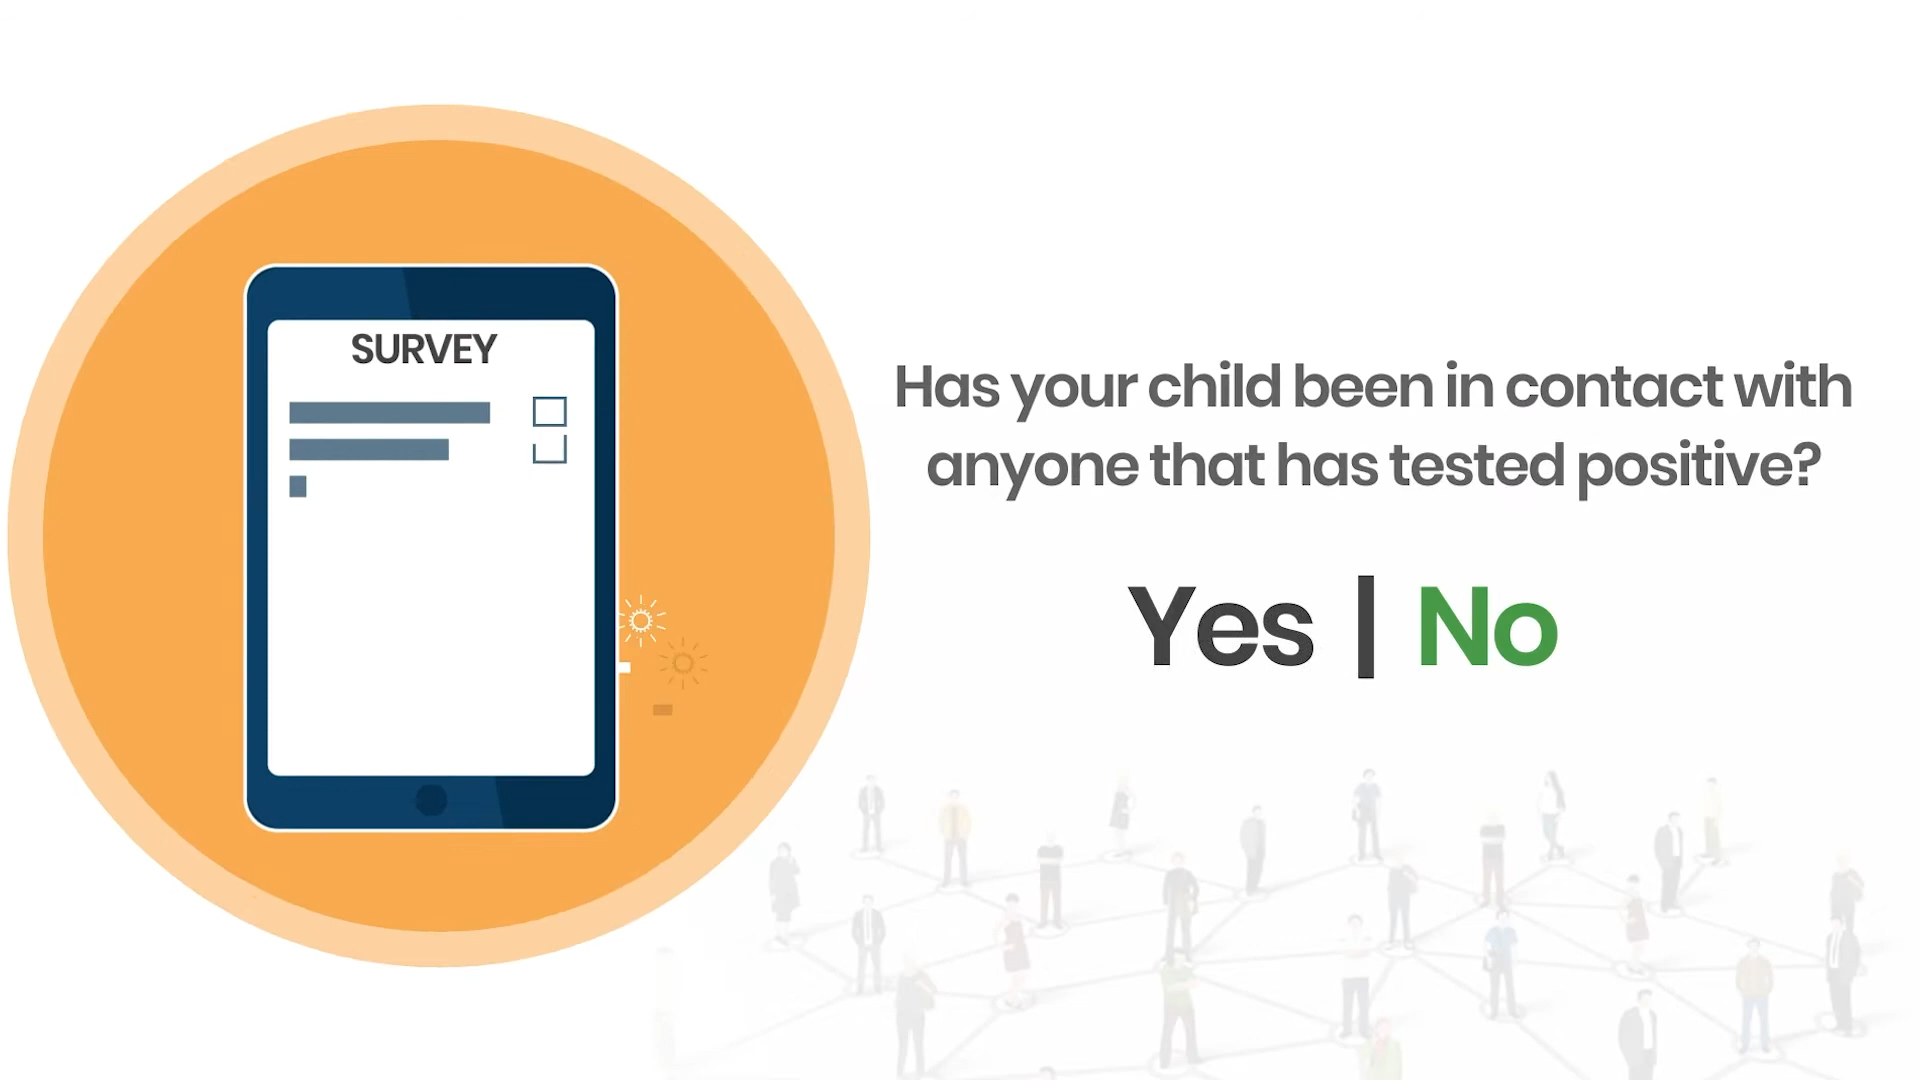 SURVEY
Has your child been in contact with
anyone that has tested positive?
Yes | No